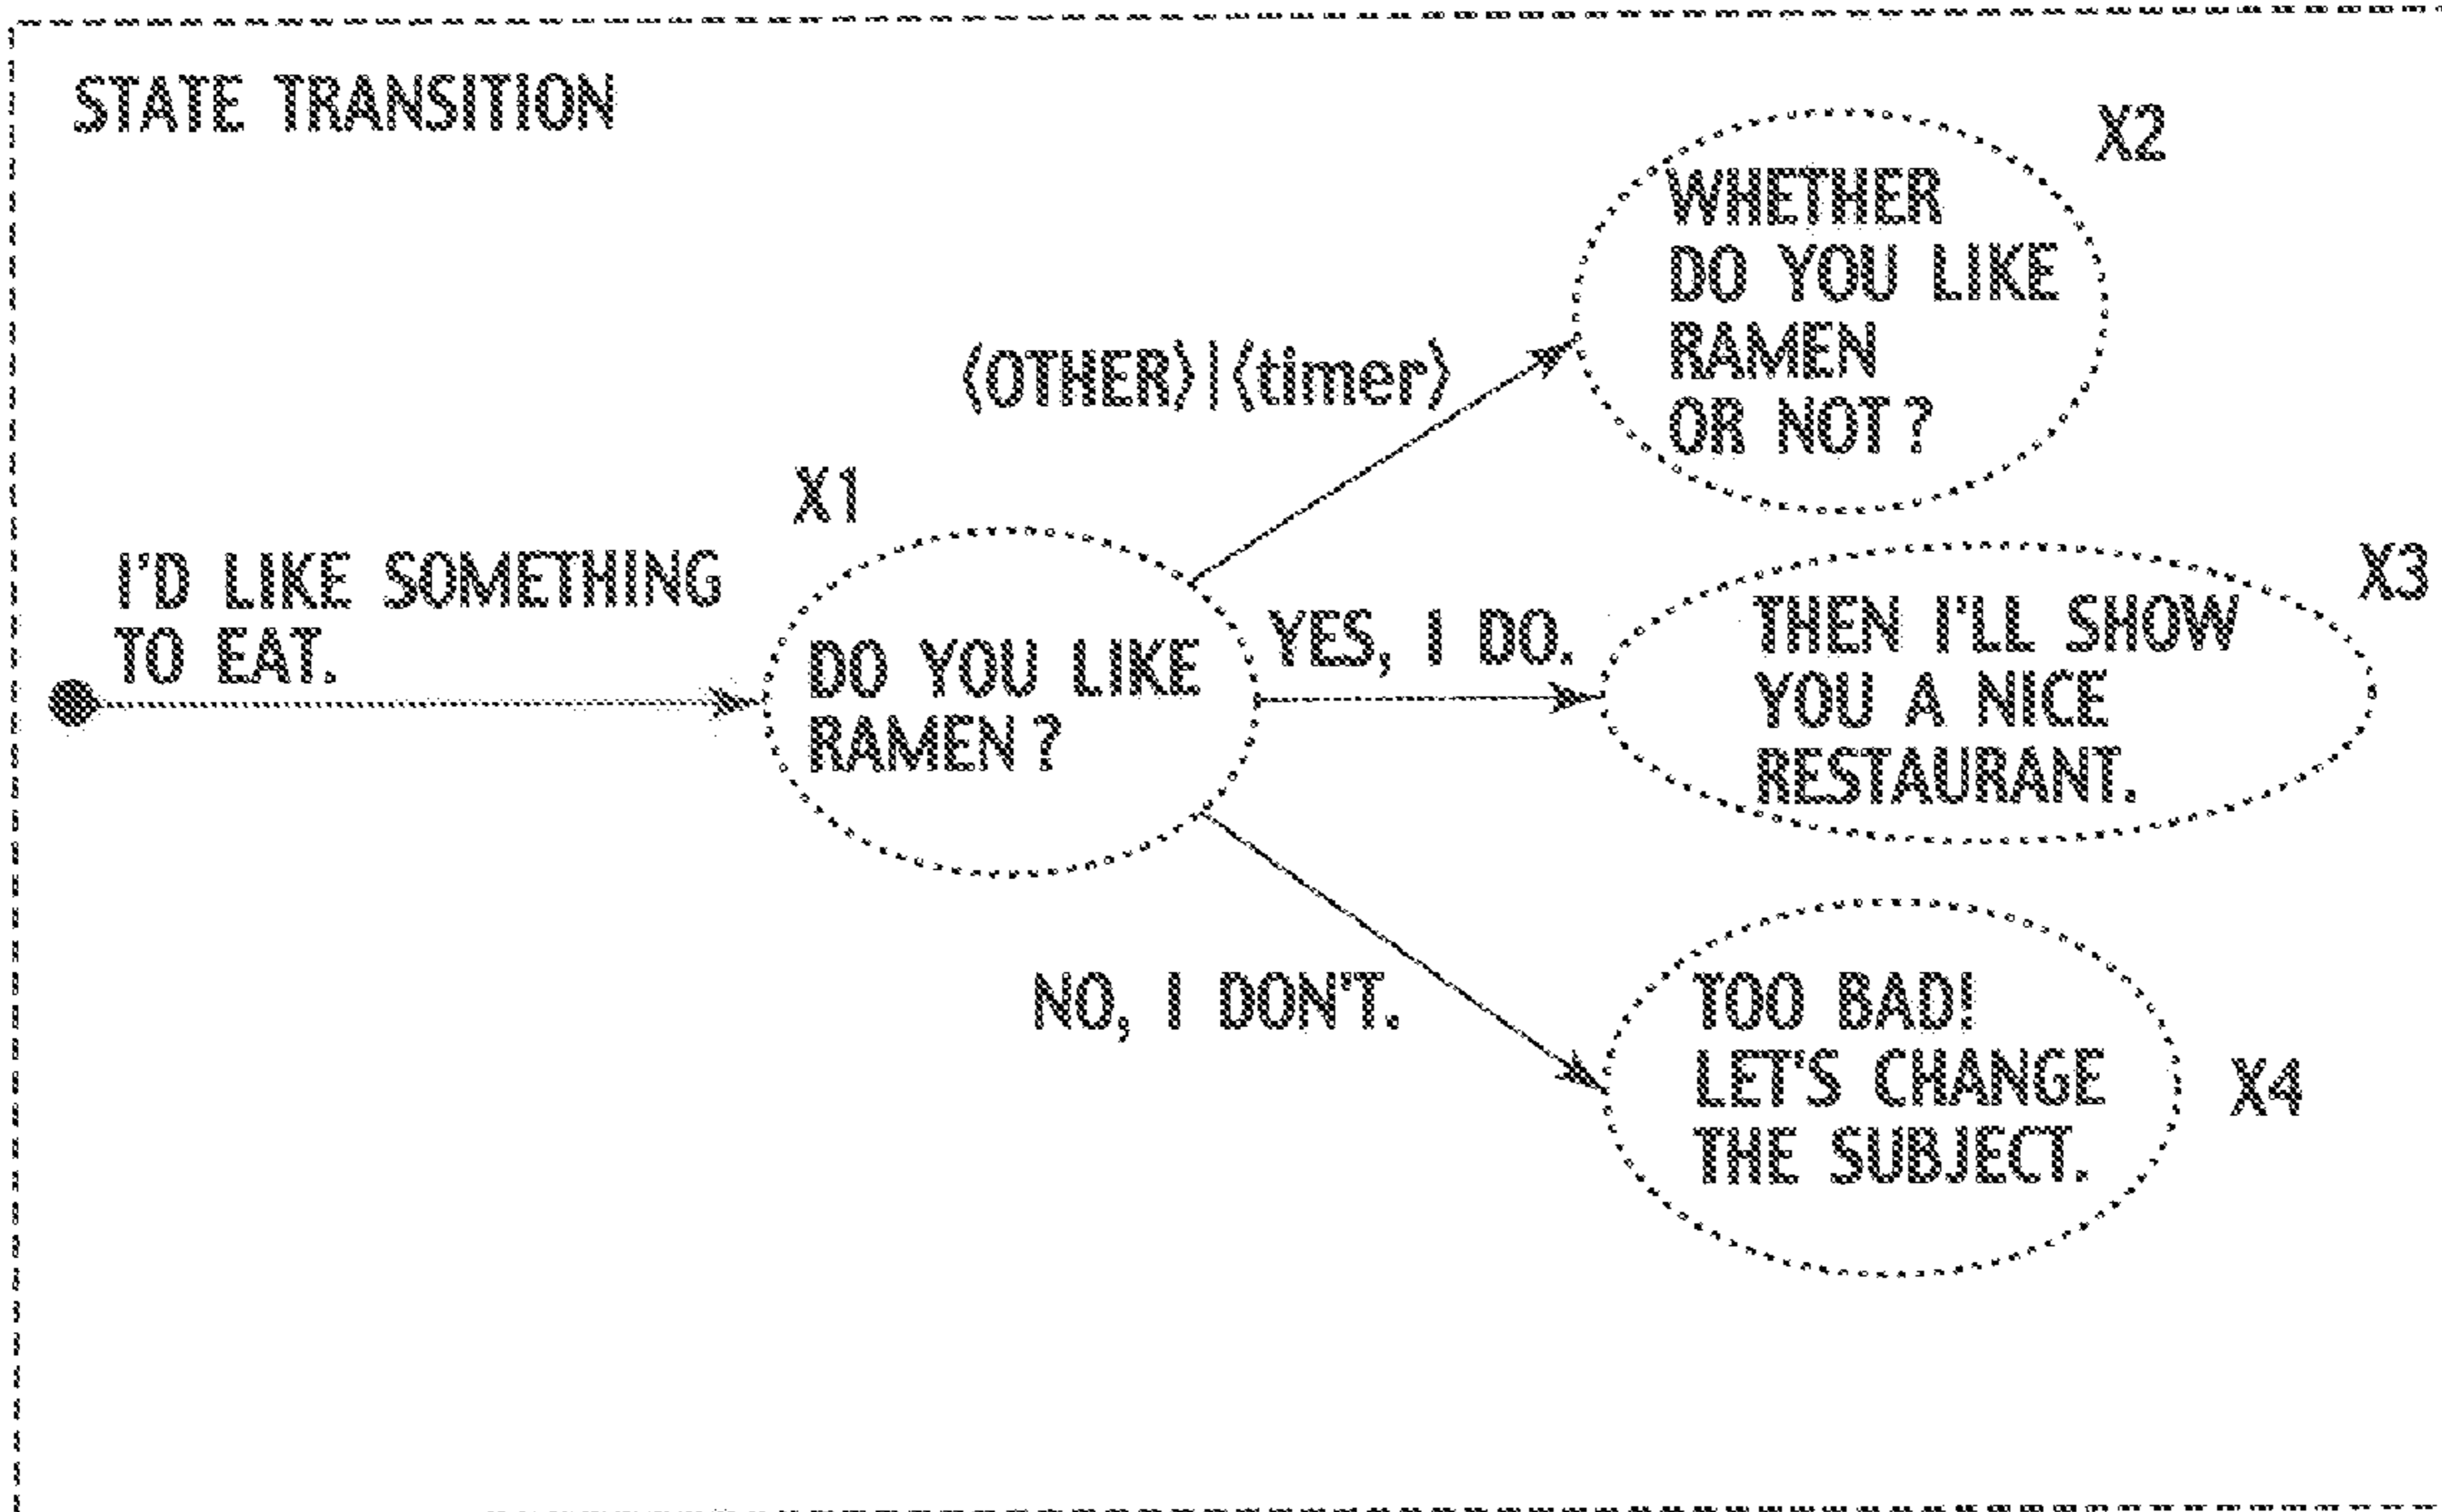 STATE TRANSITION
X2
WHETHER
DO YOU LIKE
RAMEN
OR NOT?
⟨OTHER⟩|⟨timer⟩
X1
I'D LIKE SOMETHING
TO EAT.
DO YOU LIKE
RAMEN?
YES, I DO.
X3
THEN I'LL SHOW
YOU A NICE
RESTAURANT.
NO, I DON'T.
TOO BAD!
LET'S CHANGE
THE SUBJECT.
X4